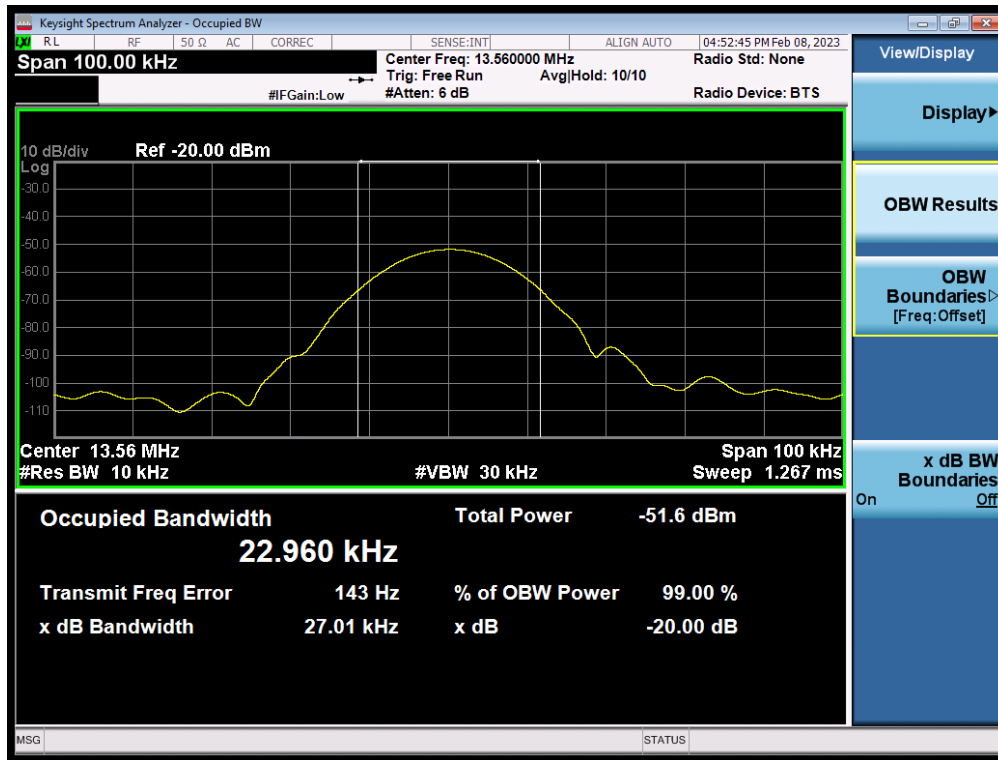 Keysight Spectrum Analyzer - Occupied BW
LXI RL RF 50 Ω AC CORREC SENSE:INT ALIGN AUTO 04:52:45 PM Feb 08, 2023
Span 100.00 kHz
Center Freq: 13.560000 MHz Radio Std: None
Trig: Free Run Avg|Hold: 10/10
#IFGain:Low #Atten: 6 dB Radio Device: BTS
10 dB/div Ref -20.00 dBm
Log
-30.0
-40.0
-50.0
-60.0
-70.0
-80.0
-90.0
-100
-110
Center 13.56 MHz Span 100 kHz
#Res BW 10 kHz #VBW 30 kHz Sweep 1.267 ms
Occupied Bandwidth Total Power -51.6 dBm
22.960 kHz
Transmit Freq Error 143 Hz % of OBW Power 99.00 %
x dB Bandwidth 27.01 kHz x dB -20.00 dB
MSG STATUS
View/Display
Display
OBW Results
OBW
Boundaries
[Freq:Offset]
x dB BW
Boundaries
On Off